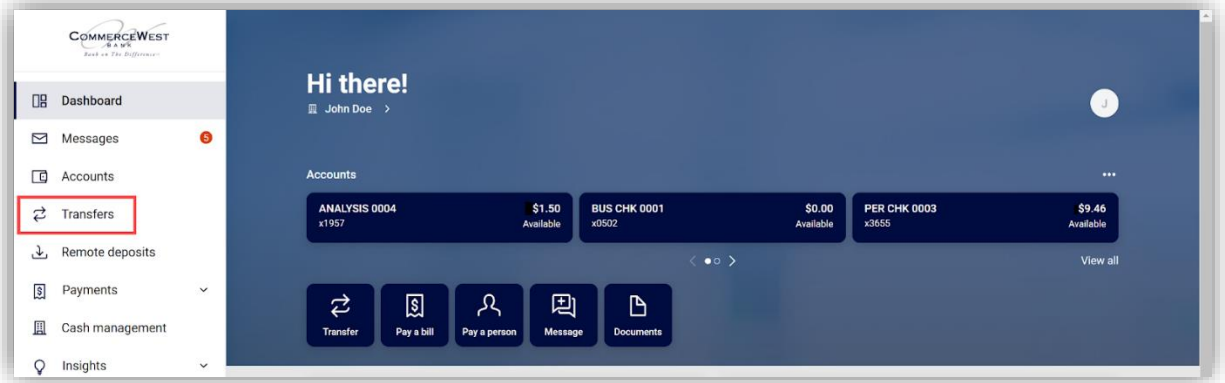 COMMERCEWEST
BANK
Bank on The Difference
Dashboard
Messages 5
Accounts
Transfers
Remote deposits
Payments
Cash management
Insights
Hi there!
John Doe
J
Accounts
ANALYSIS 0004 $1.50
x1957 Available
BUS CHK 0001 $0.00
x0502 Available
PER CHK 0003 $9.46
x3655 Available
View all
Transfer
Pay a bill
Pay a person
Message
Documents